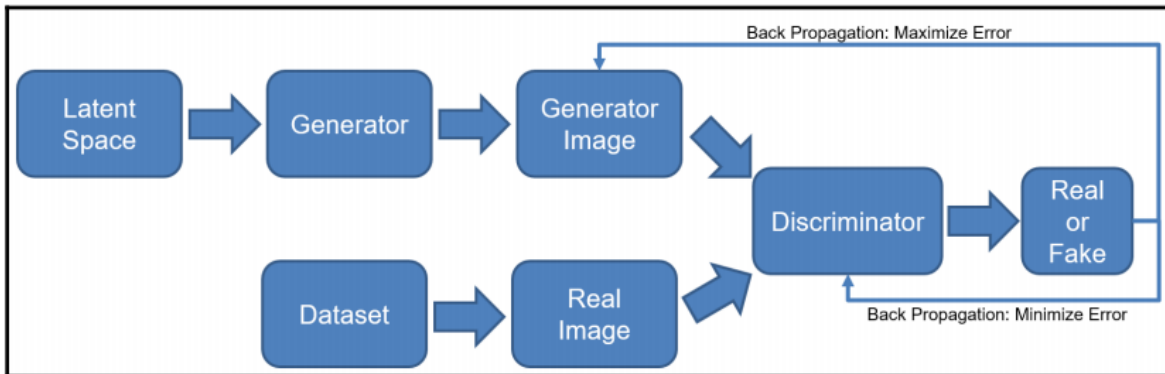 Back Propagation: Maximize Error
Latent
Space
Generator
Generator
Image
Discriminator
Real
or
Fake
Dataset
Real
Image
Back Propagation: Minimize Error